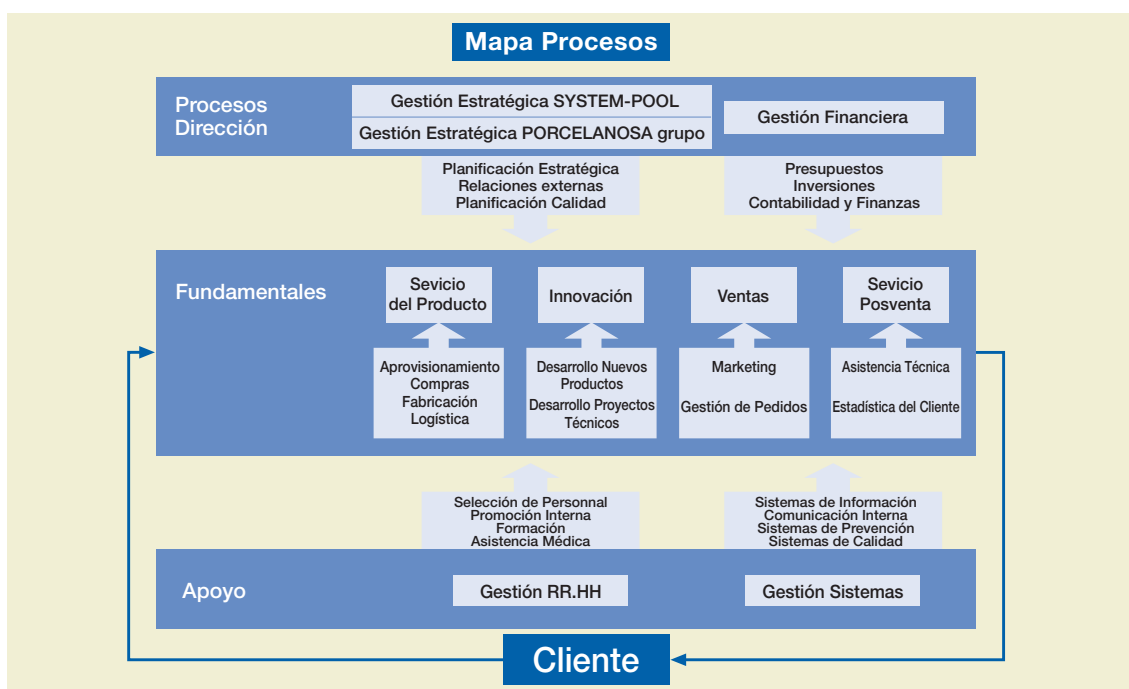 Mapa Procesos
Procesos
Dirección
Gestión Estratégica SYSTEM-POOL
Gestión Estratégica PORCELANOSA grupo
Gestión Financiera
Planificación Estratégica
Relaciones externas
Planificación Calidad
Presupuestos
Inversiones
Contabilidad y Finanzas
Fundamentales
Sevicio
del Producto
Innovación
Ventas
Sevicio
Posventa
Aprovisionamiento
Compras
Fabricación
Logística
Desarrollo Nuevos
Productos
Desarrollo Proyectos
Técnicos
Marketing
Gestión de Pedidos
Asistencia Técnica
Estadística del Cliente
Selección de Personnal
Promoción Interna
Formación
Asistencia Médica
Sistemas de Información
Comunicación Interna
Sistemas de Prevención
Sistemas de Calidad
Apoyo
Gestión RR.HH
Gestión Sistemas
Cliente